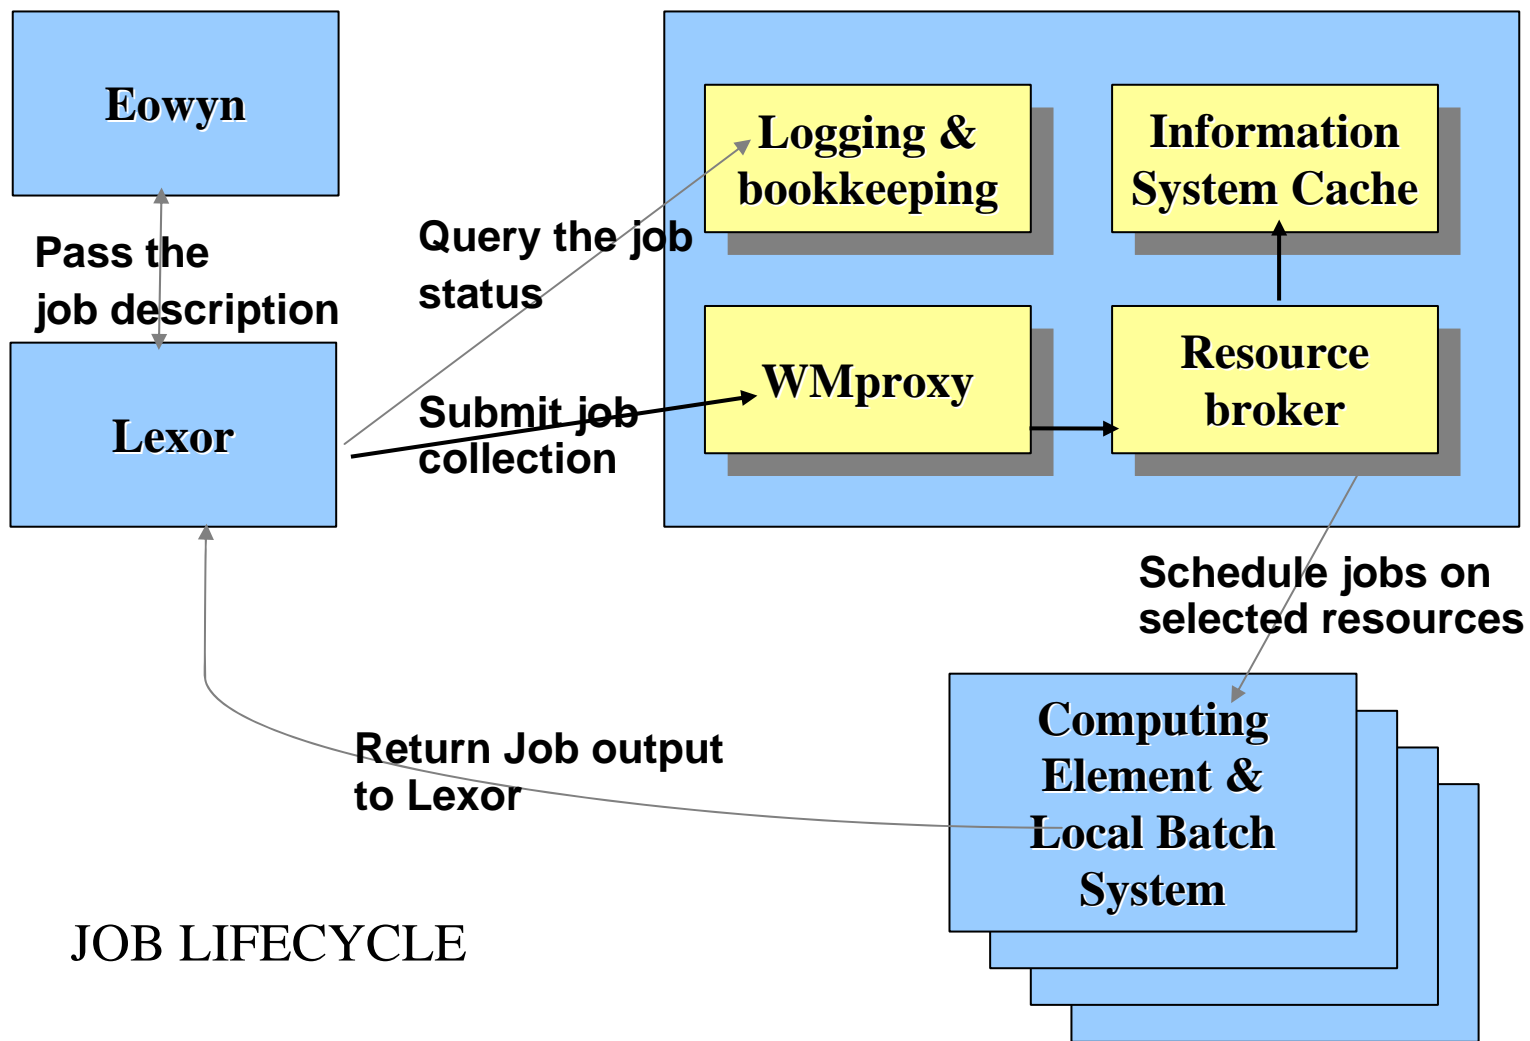 Eowyn
Pass the
job description
Lexor
Query the job
status
Submit job
collection
Logging &
bookkeeping
Information
System Cache
WMproxy
Resource
broker
Schedule jobs on
selected resources
Computing
Element &
Local Batch
System
Return Job output
to Lexor
JOB LIFECYCLE